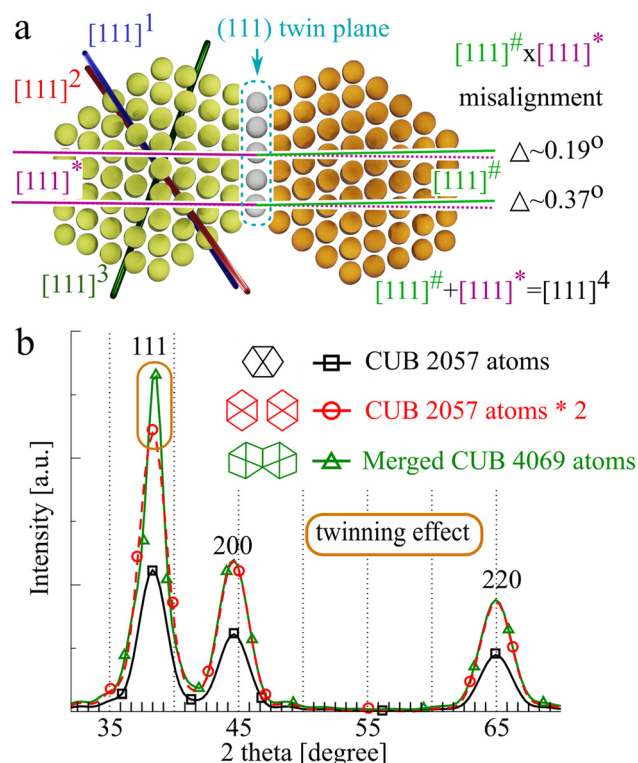 a
(111) twin plane
[111]¹
[111]²
[111]#x[111]*
misalignment
△~0.19°
[111]*
[111]#
△~0.37°
[111]³
[111]#+[111]*=[111]⁴
b
111
CUB 2057 atoms
CUB 2057 atoms * 2
Merged CUB 4069 atoms
twinning effect
200
220
Intensity [a.u.]
35 45 55 65
2 theta [degree]